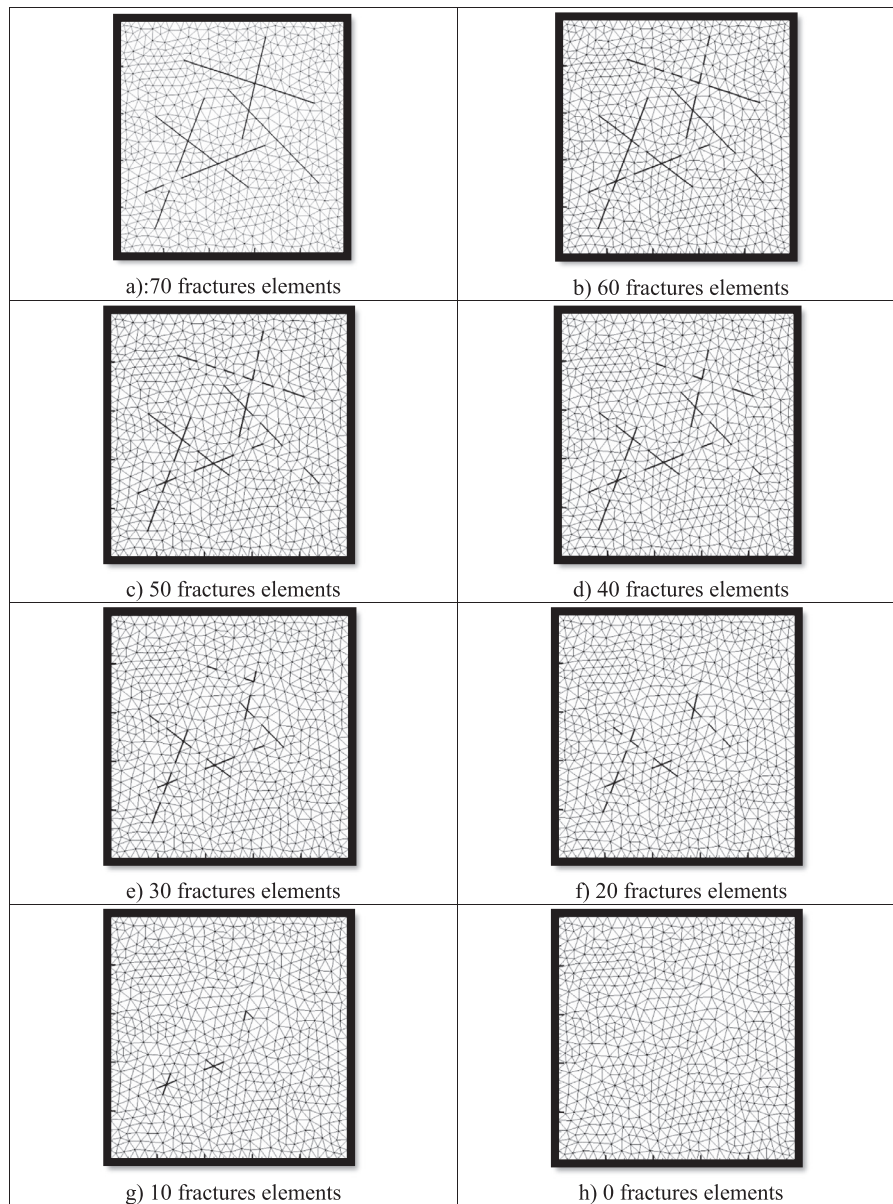 a):70 fractures elements
b) 60 fractures elements
c) 50 fractures elements
d) 40 fractures elements
e) 30 fractures elements
f) 20 fractures elements
g) 10 fractures elements
h) 0 fractures elements